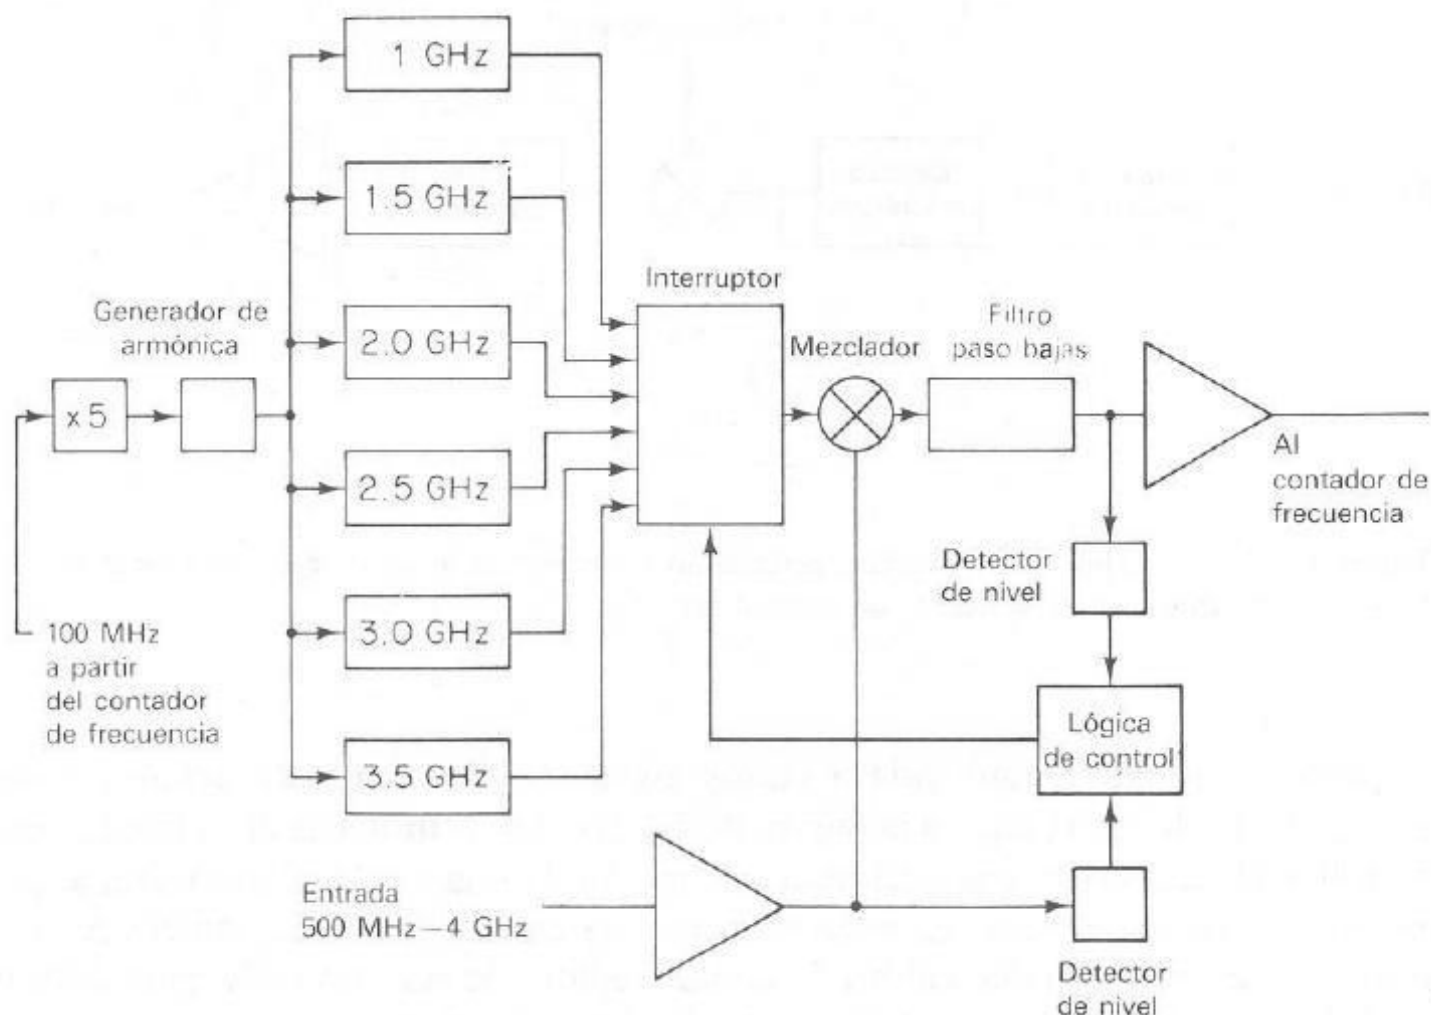 1 GHz
1.5 GHz
2.0 GHz
2.5 GHz
3.0 GHz
3.5 GHz
Generador de
armónica
x 5
100 MHz
a partir
del contador
de frecuencia
Interruptor
Mezclador
Filtro
paso bajas
Al
contador de
frecuencia
Detector
de nivel
Lógica
de control
Entrada
500 MHz – 4 GHz
Detector
de nivel